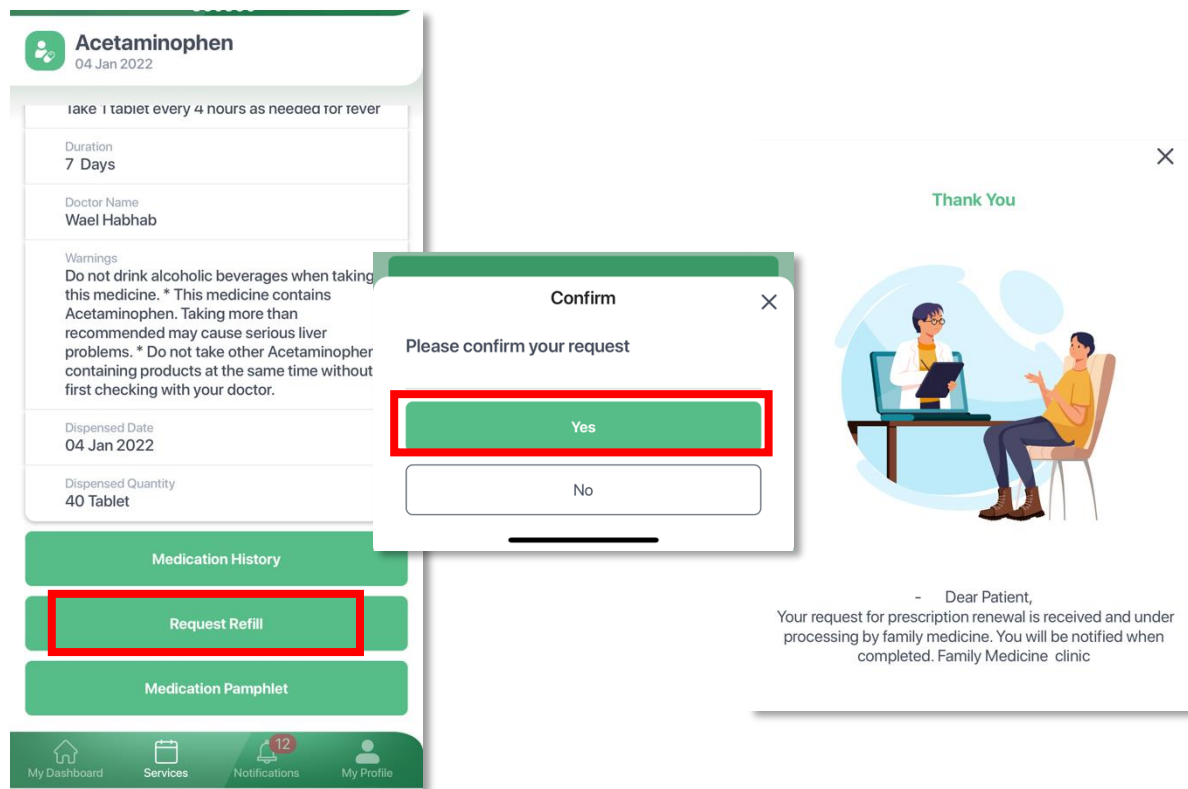 Acetaminophen
04 Jan 2022
Take 1 tablet every 4 hours as needed for fever
Duration
7 Days
Doctor Name
Wael Habhab
Warnings
Do not drink alcoholic beverages when taking
this medicine. * This medicine contains
Acetaminophen. Taking more than
recommended may cause serious liver
problems. * Do not take other Acetaminophen
containing products at the same time without
first checking with your doctor.
Dispensed Date
04 Jan 2022
Dispensed Quantity
40 Tablet
Medication History
Request Refill
Medication Pamphlet
My Dashboard
Services
12
Notifications
My Profile
Confirm
Please confirm your request
Yes
No
Thank You
- Dear Patient,
Your request for prescription renewal is received and under
processing by family medicine. You will be notified when
completed. Family Medicine clinic